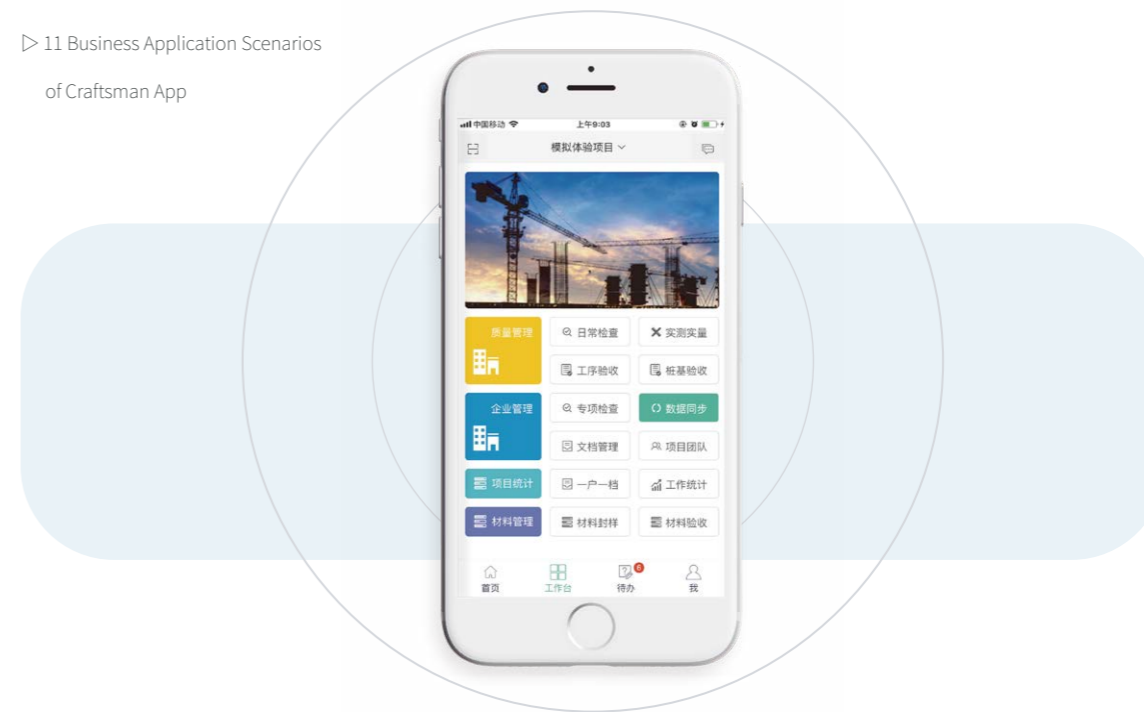 ▷ 11 Business Application Scenarios
of Craftsman App
中国移动 上午9:03
模拟体验项目
质量管理 日常检查 实测实量
工序验收 桩基验收
企业管理 专项检查 数据同步
文档管理 项目团队
项目统计 一户一档 工作统计
材料管理 材料封样 材料验收
6
首页 工作台 待办 我